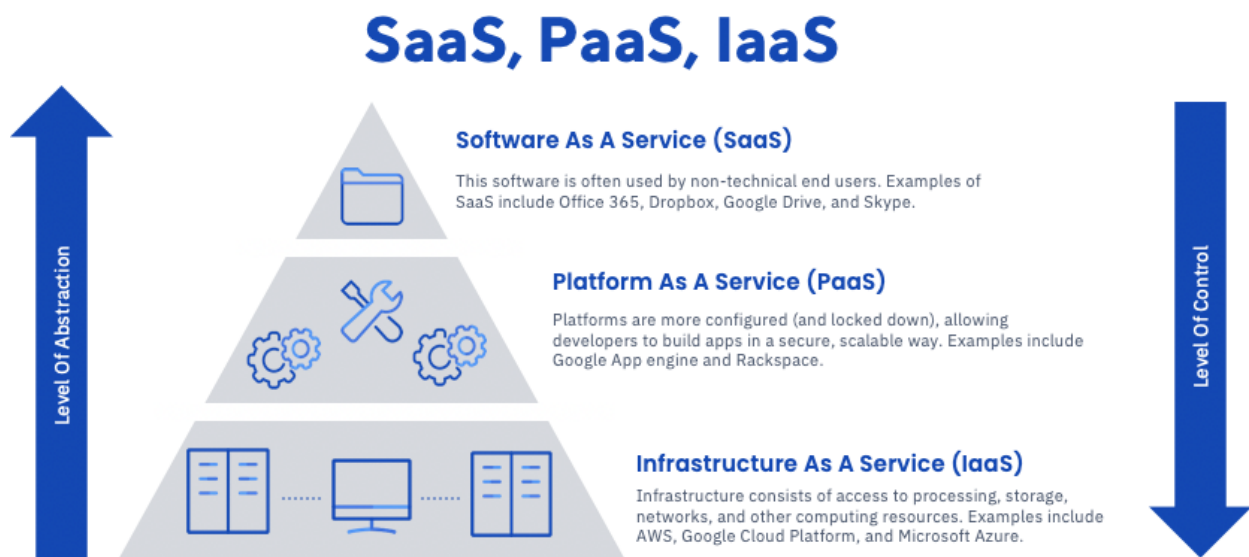 SaaS, PaaS, IaaS
Level Of Abstraction
Software As A Service (SaaS)
This software is often used by non-technical end users. Examples of
SaaS include Office 365, Dropbox, Google Drive, and Skype.
Platform As A Service (PaaS)
Platforms are more configured (and locked down), allowing
developers to build apps in a secure, scalable way. Examples include
Google App engine and Rackspace.
Infrastructure As A Service (IaaS)
Infrastructure consists of access to processing, storage,
networks, and other computing resources. Examples include
AWS, Google Cloud Platform, and Microsoft Azure.
Level Of Control